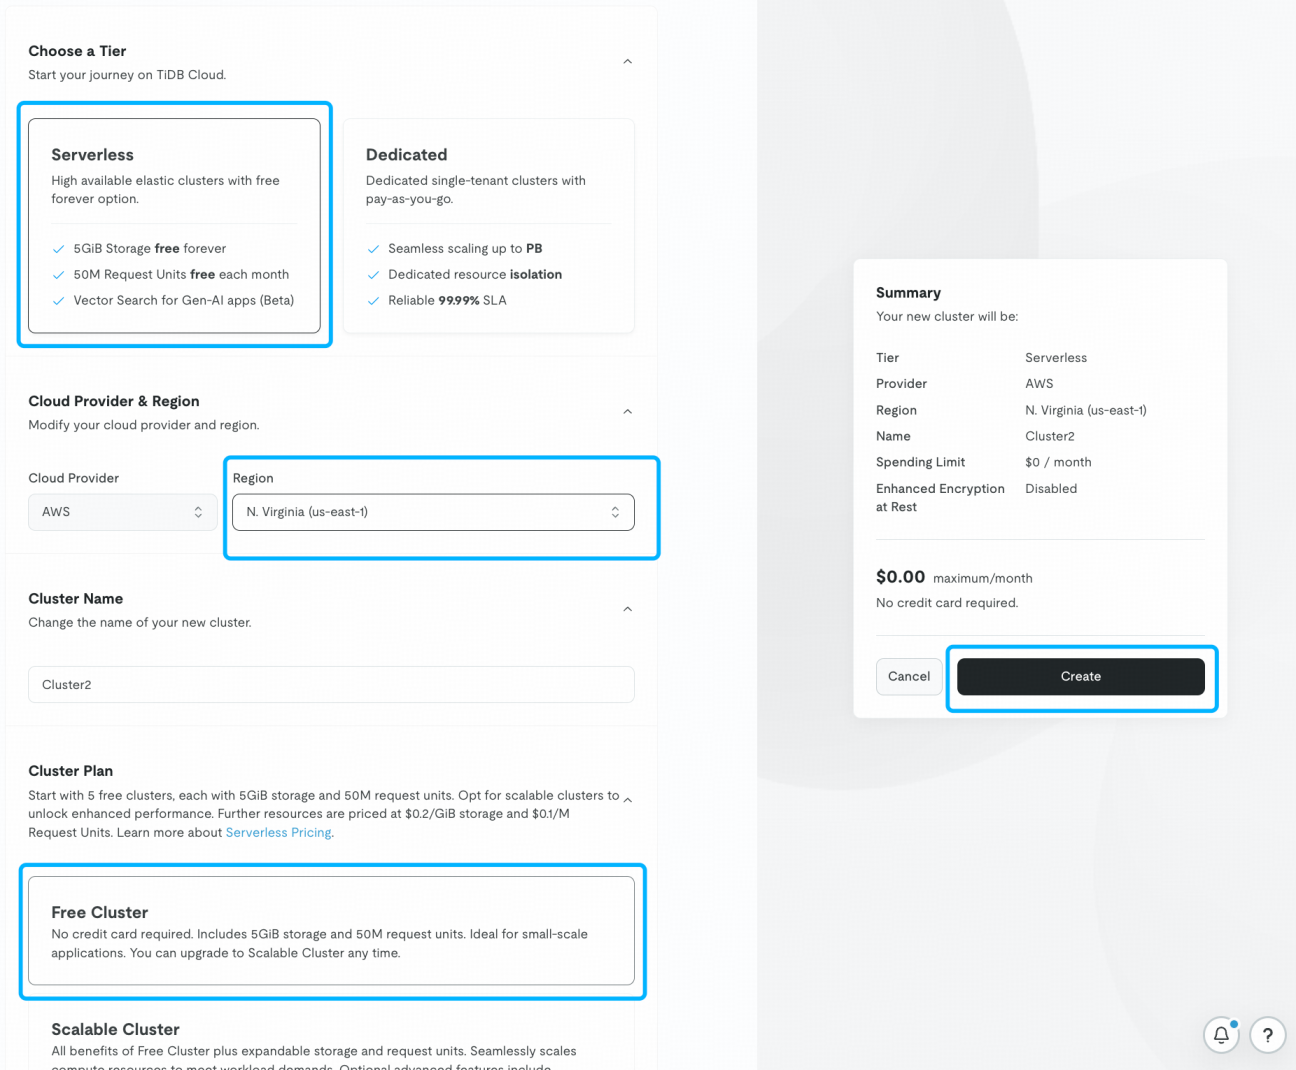 Choose a Tier
Start your journey on TiDB Cloud.
Serverless
High available elastic clusters with free
forever option.
5GiB Storage free forever
50M Request Units free each month
Vector Search for Gen-AI apps (Beta)
Dedicated
Dedicated single-tenant clusters with
pay-as-you-go.
Seamless scaling up to PB
Dedicated resource isolation
Reliable 99.99% SLA
Cloud Provider & Region
Modify your cloud provider and region.
Cloud Provider
AWS
Region
N. Virginia (us-east-1)
Cluster Name
Change the name of your new cluster.
Cluster2
Cluster Plan
Start with 5 free clusters, each with 5GiB storage and 50M request units. Opt for scalable clusters to
unlock enhanced performance. Further resources are priced at $0.2/GiB storage and $0.1/M
Request Units. Learn more about Serverless Pricing.
Free Cluster
No credit card required. Includes 5GiB storage and 50M request units. Ideal for small-scale
applications. You can upgrade to Scalable Cluster any time.
Scalable Cluster
All benefits of Free Cluster plus expandable storage and request units. Seamlessly scales
compute resources to meet workload demands. Optional advanced features include
Summary
Your new cluster will be:
Tier Serverless
Provider AWS
Region N. Virginia (us-east-1)
Name Cluster2
Spending Limit $0 / month
Enhanced Encryption Disabled
at Rest
$0.00 maximum/month
No credit card required.
Cancel
Create
?